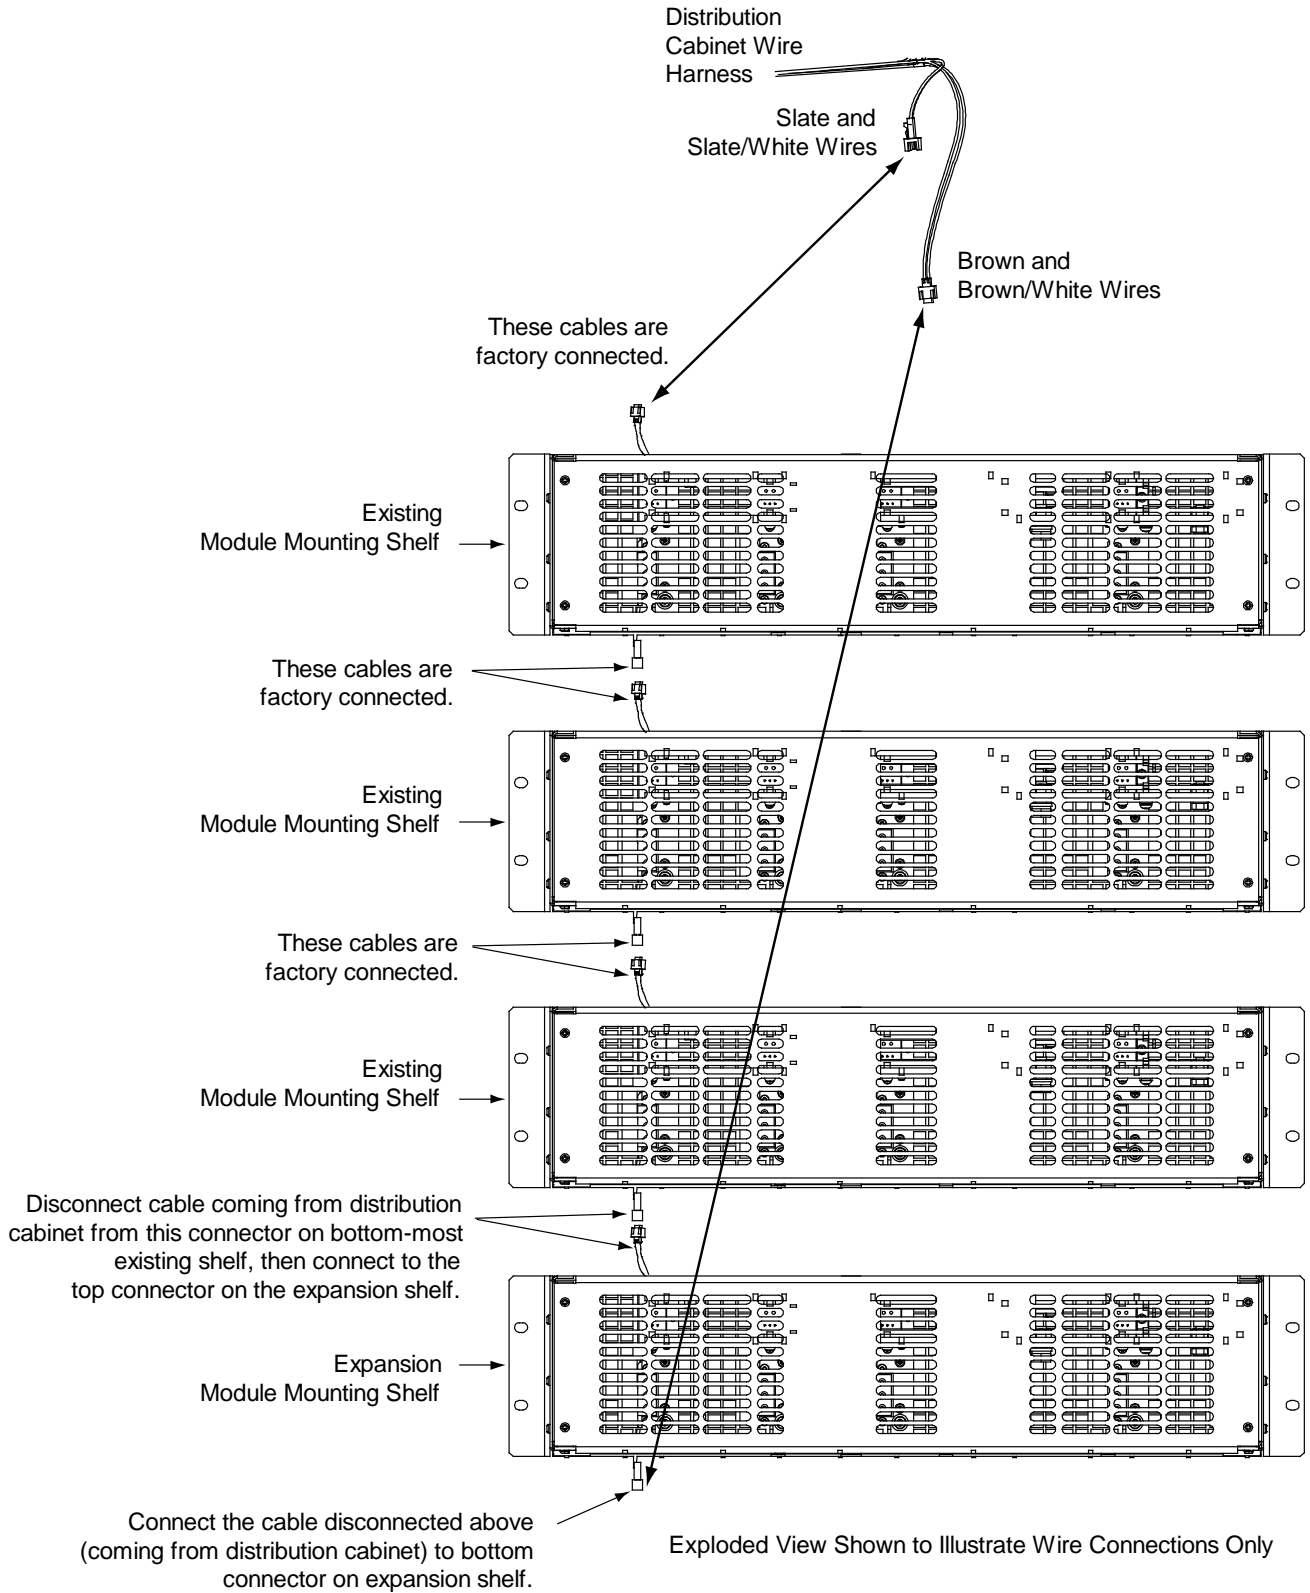 Distribution
Cabinet Wire
Harness
Slate and
Slate/White Wires
Brown and
Brown/White Wires
These cables are
factory connected.
Existing
Module Mounting Shelf
These cables are
factory connected.
Existing
Module Mounting Shelf
These cables are
factory connected.
Existing
Module Mounting Shelf
Disconnect cable coming from distribution
cabinet from this connector on bottom-most
existing shelf, then connect to the
top connector on the expansion shelf.
Expansion
Module Mounting Shelf
Connect the cable disconnected above
(coming from distribution cabinet) to bottom
connector on expansion shelf.
Exploded View Shown to Illustrate Wire Connections Only